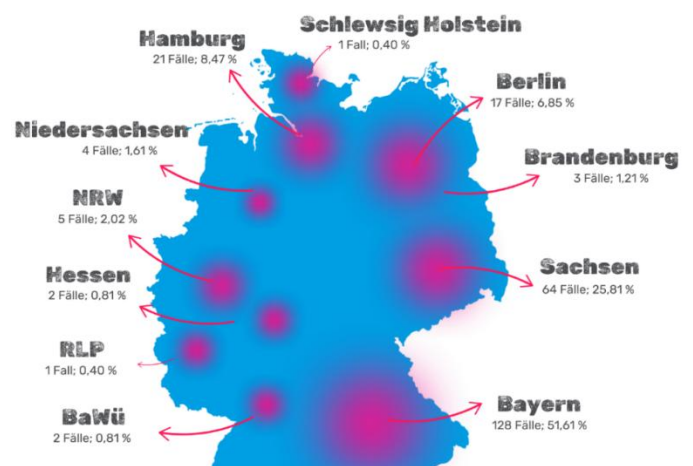 Schlewsig Holstein
1 Fall; 0,40 %
Hamburg
21 Fälle; 8,47 %
Berlin
17 Fälle; 6,85 %
Niedersachsen
4 Fälle; 1,61 %
Brandenburg
3 Fälle; 1,21 %
NRW
5 Fälle; 2,02 %
Hessen
2 Fälle; 0,81 %
Sachsen
64 Fälle; 25,81 %
RLP
1 Fall; 0,40 %
BaWü
2 Fälle; 0,81 %
Bayern
128 Fälle; 51,61 %